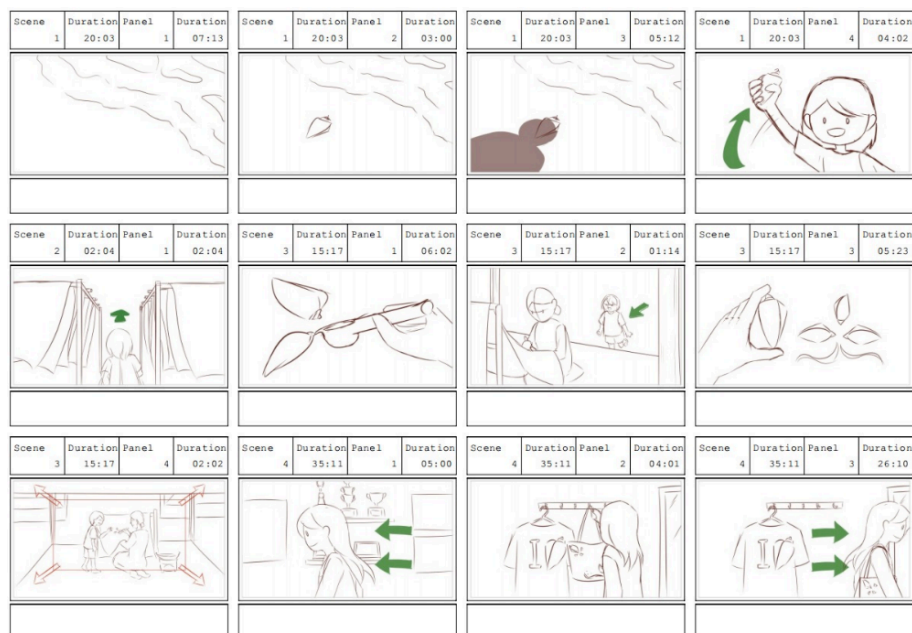 Scene Duration Panel Duration
1 20:03 1 07:13
Scene Duration Panel Duration
1 20:03 2 03:00
Scene Duration Panel Duration
1 20:03 3 05:12
Scene Duration Panel Duration
1 20:03 4 04:02
Scene Duration Panel Duration
2 02:04 1 02:04
Scene Duration Panel Duration
3 15:17 1 06:02
Scene Duration Panel Duration
3 15:17 2 01:14
Scene Duration Panel Duration
3 15:17 3 05:23
Scene Duration Panel Duration
3 15:17 4 02:02
Scene Duration Panel Duration
4 35:11 1 05:00
Scene Duration Panel Duration
4 35:11 2 04:01
I
Scene Duration Panel Duration
4 35:11 3 26:10
I